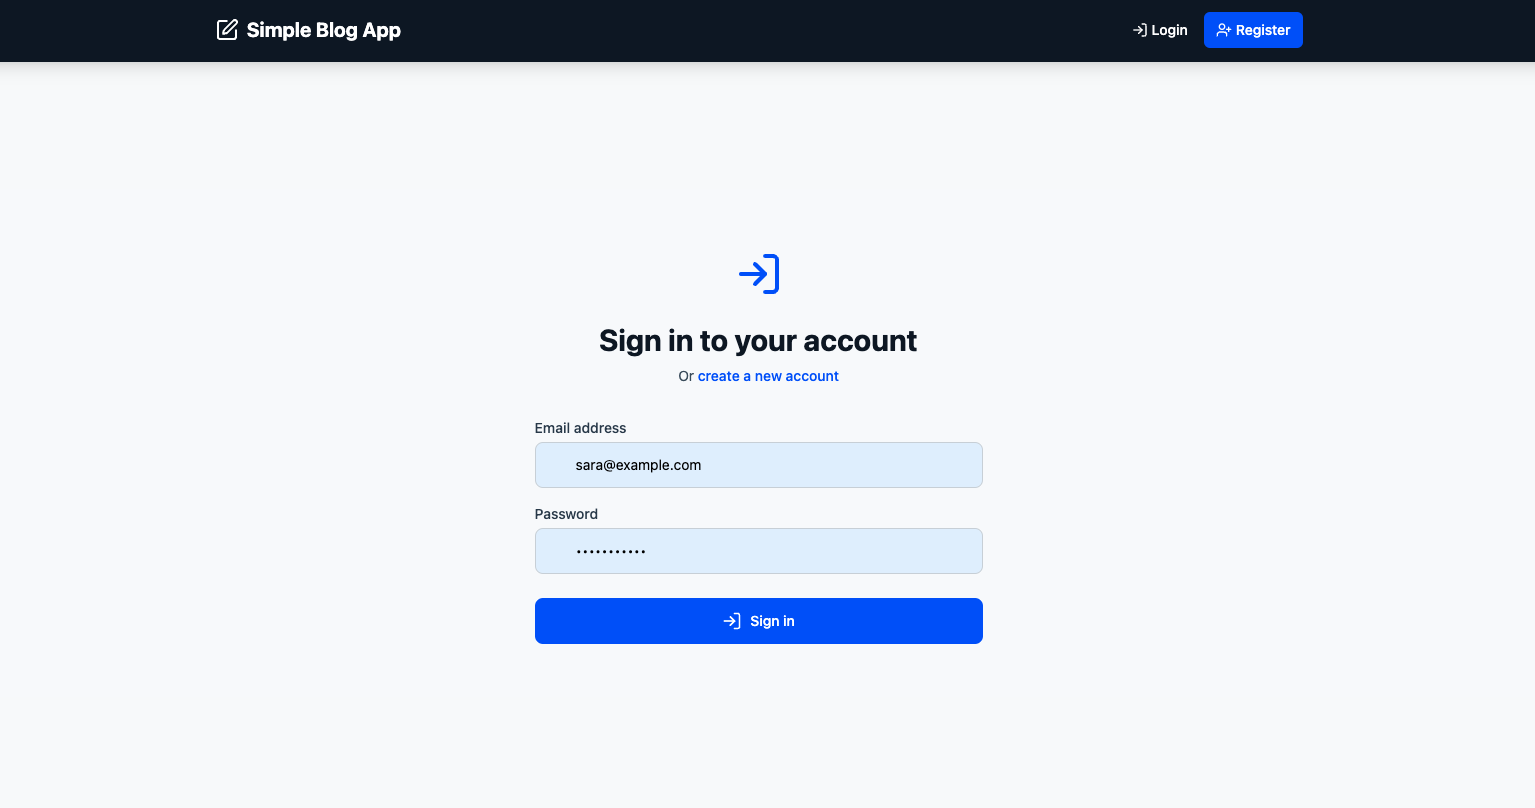 Simple Blog App
Login
Register
Sign in to your account
Or create a new account
Email address
sara@example.com
Password
•••••••••••
Sign in